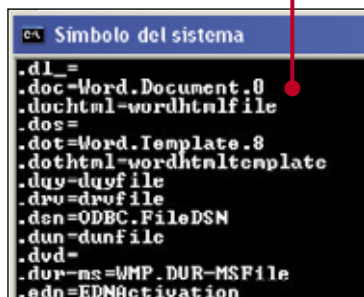 Símbolo del sistema
.dl_=
.doc=Word.Document.8
.dochtml=wordhtmlfile
.dos=
.dot=Word.Template.8
.dothtml=wordhtmltemplate
.dqy=dqyfile
.drv=drvfile
.dsn=ODBC.FileDSN
.dun=dunfile
.dvd=
.dvr-ms=WMP.DVR-MSFile
.edn=EDNActivation